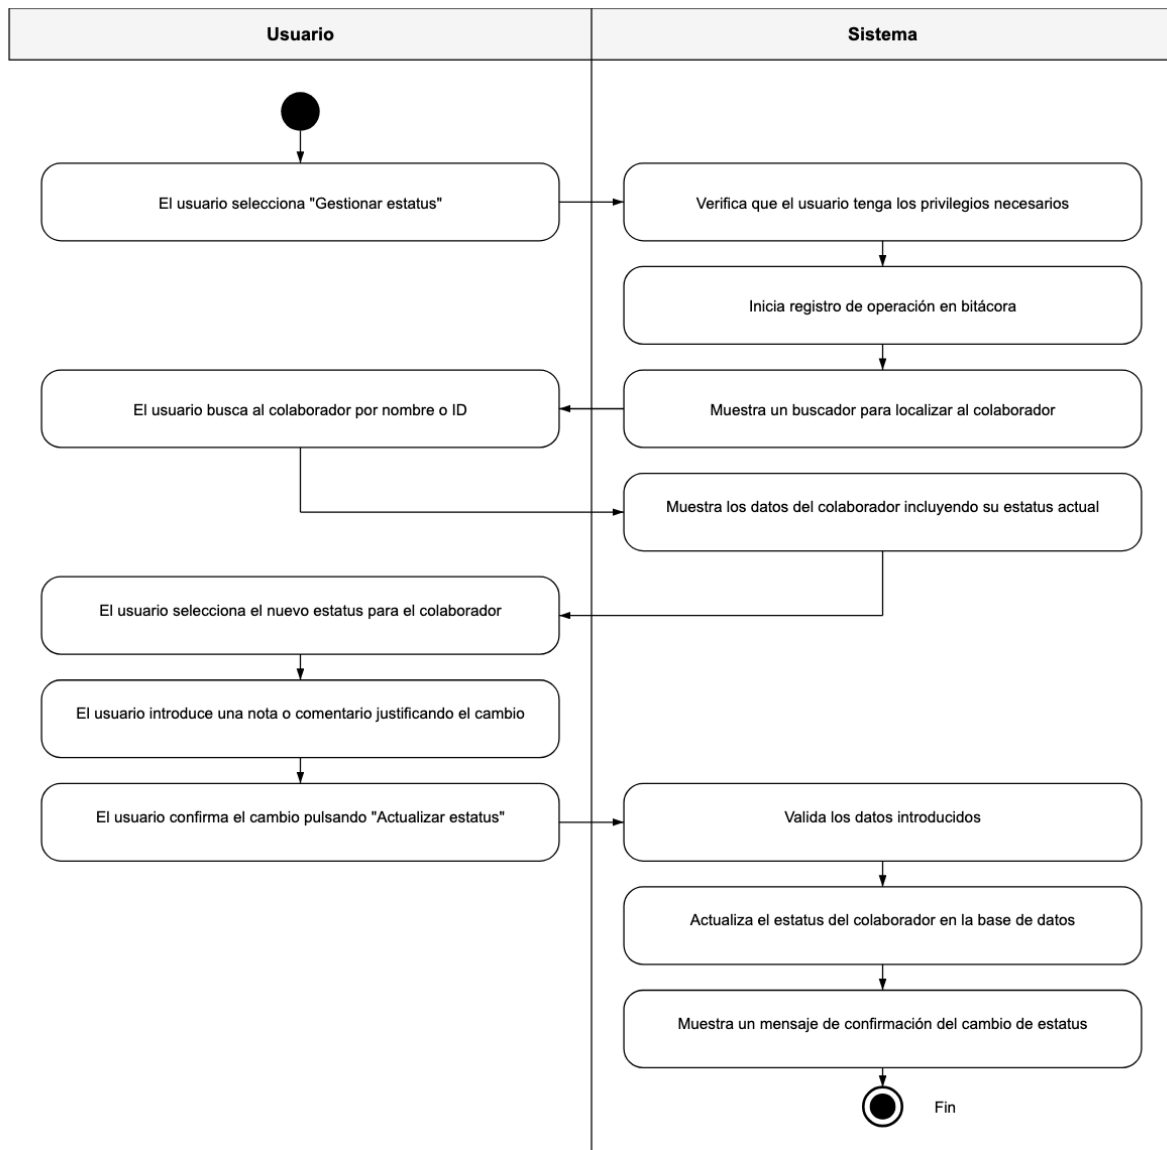 Usuario
Sistema
El usuario selecciona "Gestionar estatus"
Verifica que el usuario tenga los privilegios necesarios
Inicia registro de operación en bitácora
Muestra un buscador para localizar al colaborador
El usuario busca al colaborador por nombre o ID
Muestra los datos del colaborador incluyendo su estatus actual
El usuario selecciona el nuevo estatus para el colaborador
El usuario introduce una nota o comentario justificando el cambio
El usuario confirma el cambio pulsando "Actualizar estatus"
Valida los datos introducidos
Actualiza el estatus del colaborador en la base de datos
Muestra un mensaje de confirmación del cambio de estatus
Fin